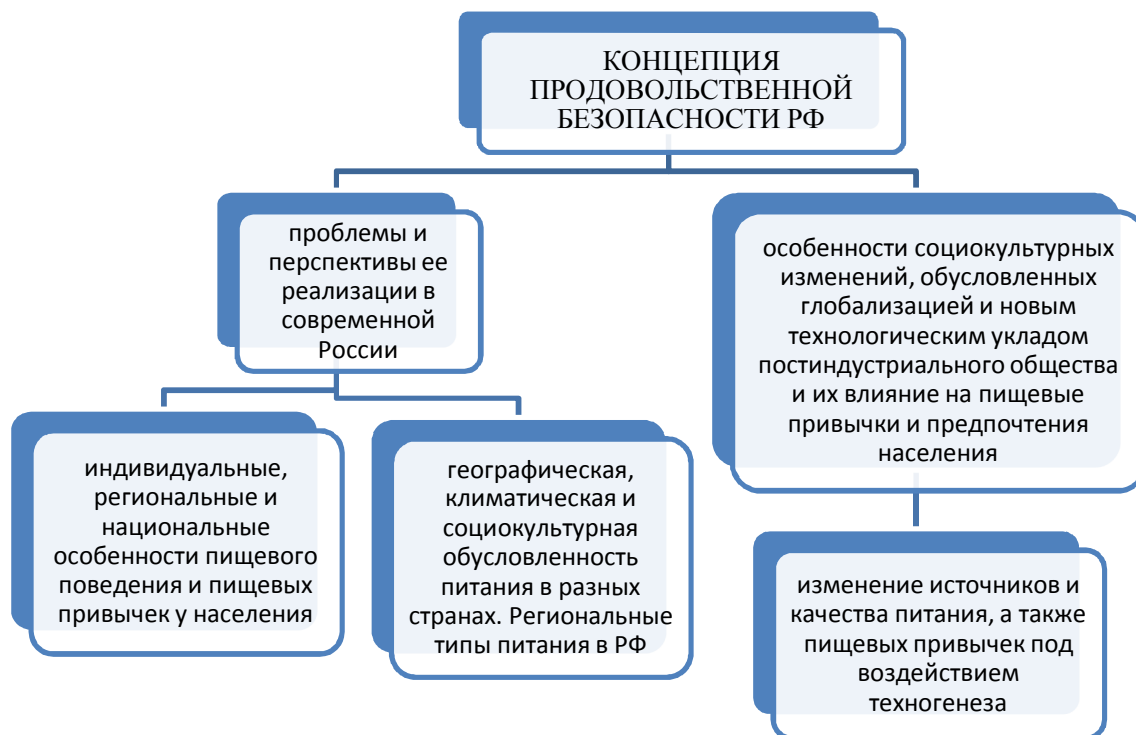 КОНЦЕПЦИЯ
ПРОДОВОЛЬСТВЕННОЙ
БЕЗОПАСНОСТИ РФ
проблемы и
перспективы ее
реализации в
современной
России
особенности социокультурных
изменений, обусловленных
глобализацией и новым
технологическим укладом
постиндустриального общества
и их влияние на пищевые
привычки и предпочтения
населения
индивидуальные,
региональные и
национальные
особенности пищевого
поведения и пищевых
привычек у населения
географическая,
климатическая и
социокультурная
обусловленность
питания в разных
странах. Региональные
типы питания в РФ
изменение источников и
качества питания, а также
пищевых привычек под
воздействием
техногенеза